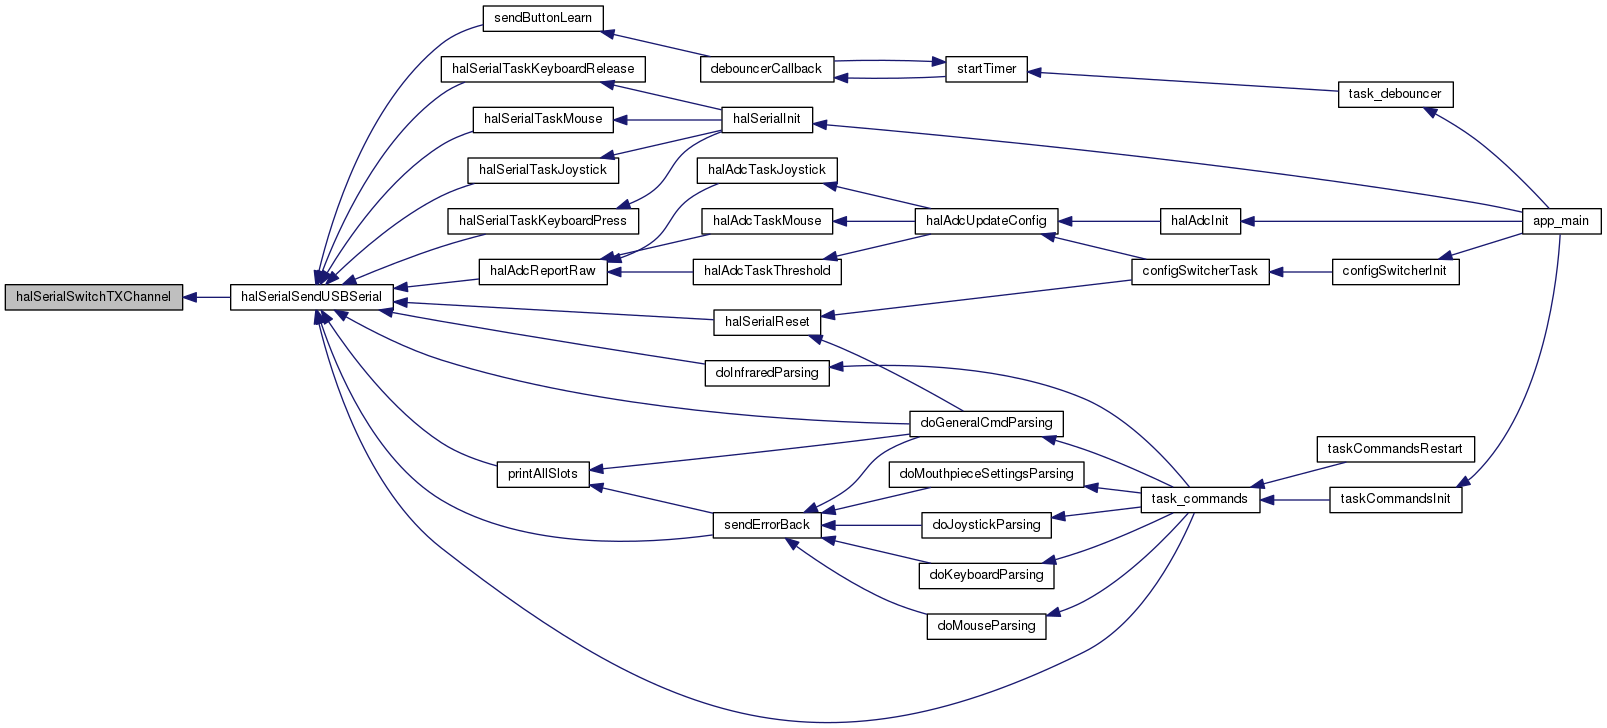 sendButtonLearn
halSerialTaskKeyboardRelease
debouncerCallback
startTimer
task_debouncer
halSerialTaskMouse
halSerialInit
halSerialTaskJoystick
halAdcTaskJoystick
halSerialTaskKeyboardPress
halAdcTaskMouse
halAdcUpdateConfig
halAdcInit
app_main
halAdcReportRaw
halAdcTaskThreshold
configSwitcherTask
configSwitcherInit
halSerialSwitchTXChannel
halSerialSendUSBSerial
halSerialReset
doInfraredParsing
doGeneralCmdParsing
taskCommandsRestart
printAllSlots
doMouthpieceSettingsParsing
task_commands
taskCommandsInit
sendErrorBack
doJoystickParsing
doKeyboardParsing
doMouseParsing